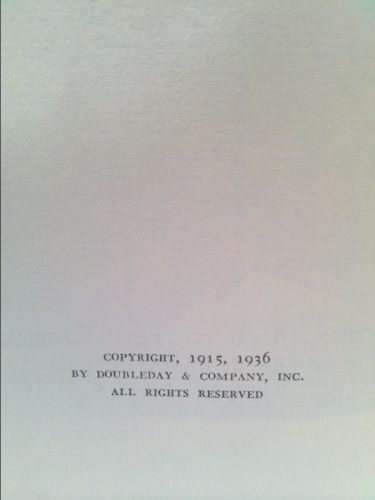 COPYRIGHT, 1915, 1936
BY DOUBLEDAY & COMPANY, INC.
ALL RIGHTS RESERVED